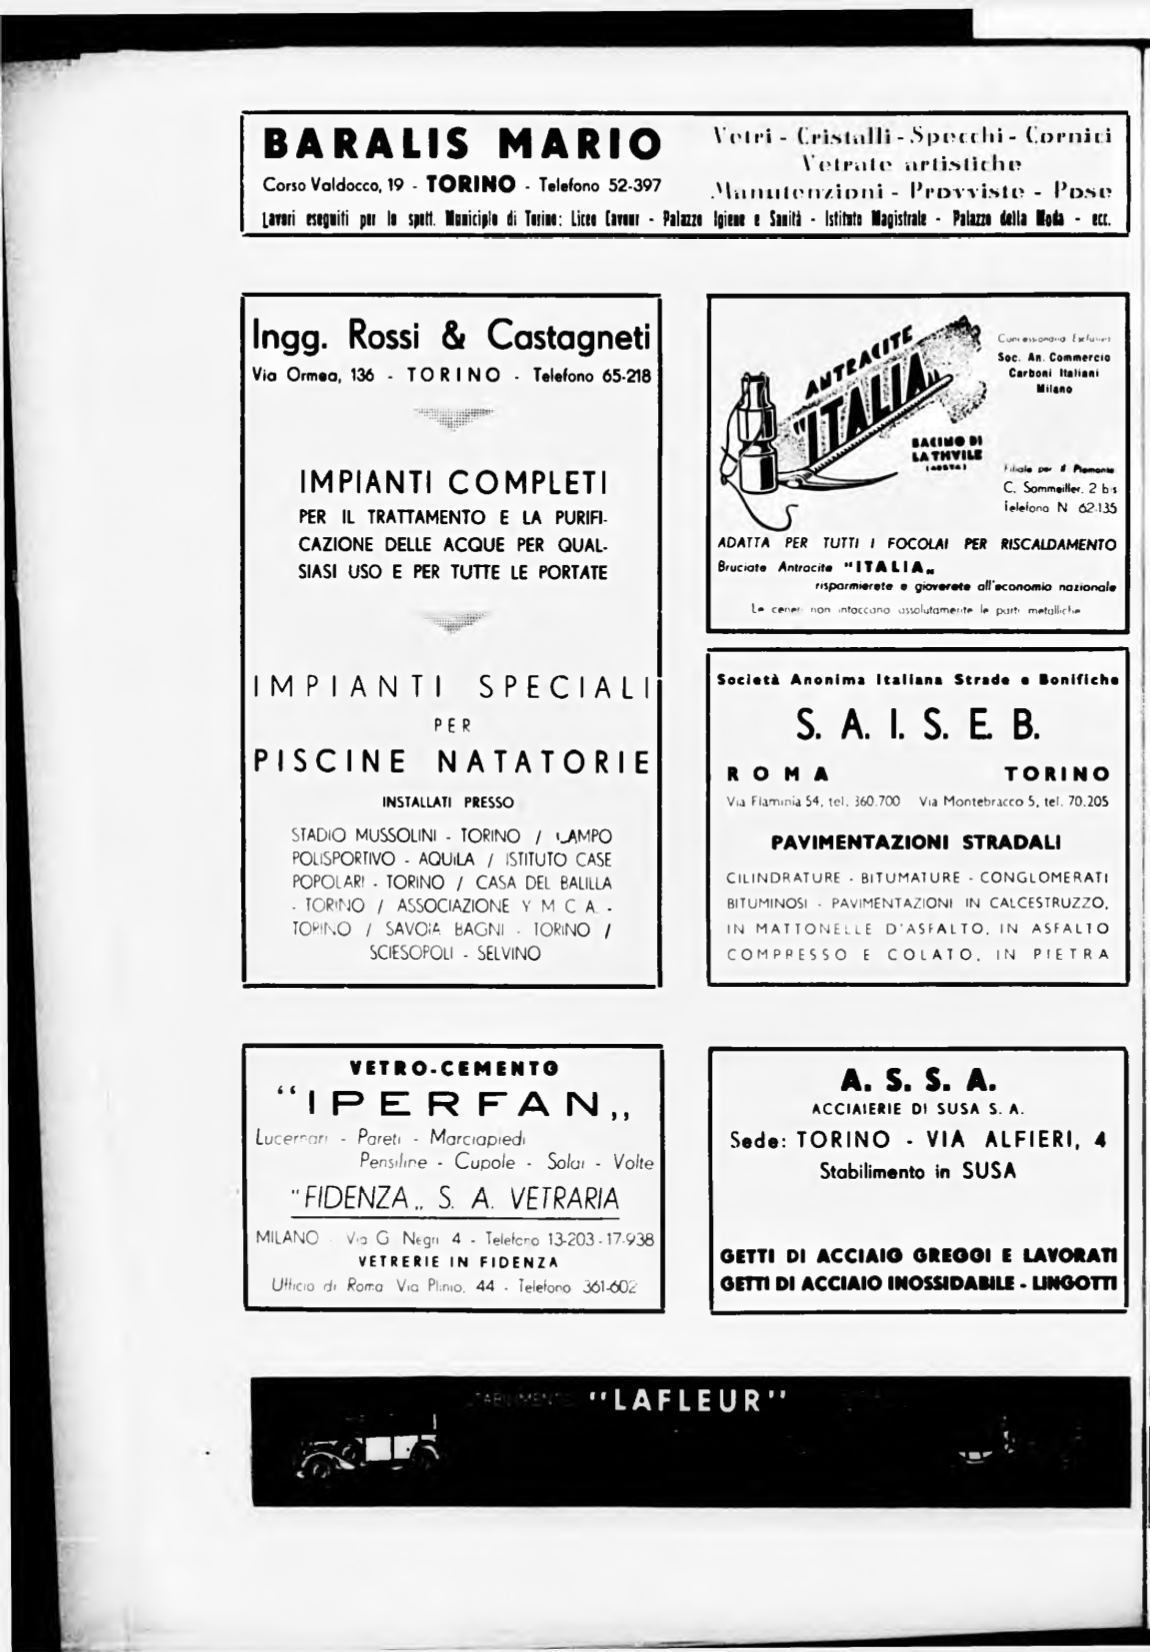 BARALIS MARIO
Corso Valdocco, 19 - TORINO - Telefono 52-397
Vetri - Cristalli - Specchi - Cornici
Vetrate artistiche
Manutenzioni - Provviste - Pose
Lavori eseguiti per lo spett. Municipio di Torino: Liceo Cavour - Palazzo Igiene e Sanità - Istituto Magistrale - Palazzo della Moda - ecc.
Ingg. Rossi & Castagneti
Via Ormea, 136 - TORINO - Telefono 65-218
IMPIANTI COMPLETI
PER IL TRATTAMENTO E LA PURIFI-
CAZIONE DELLE ACQUE PER QUAL-
SIASI USO E PER TUTTE LE PORTATE
IMPIANTI SPECIALI
PER
PISCINE NATATORIE
INSTALLATI PRESSO
STADIO MUSSOLINI - TORINO / CAMPO
POLISPORTIVO - AQUILA / ISTITUTO CASE
POPOLARI - TORINO / CASA DEL BALILLA
- TORINO / ASSOCIAZIONE Y M C A -
TORINO / SAVOIA BAGNI - TORINO /
SCIESOPOLI - SELVINO
ANTRACITE
"ITALIA„
BACINO DI
LA THUILE
(AOSTA)
Concessionaria Esclusiva
Soc. An. Commercio
Carboni Italiani
Milano
Filiale per il Piemonte
C. Sommeiller, 2 bis
Telefono N 62-135
ADATTA PER TUTTI I FOCOLAI PER RISCALDAMENTO
Bruciate Antracite "ITALIA„
risparmierete e gioverete all'economia nazionale
Le ceneri non intaccano assolutamente le parti metalliche
Società Anonima Italiana Strade e Bonifiche
S. A. I. S. E. B.
ROMA TORINO
Via Flaminia 54, tel. 360.700 Via Montebracco 5, tel. 70.205
PAVIMENTAZIONI STRADALI
CILINDRATURE - BITUMATURE - CONGLOMERATI
BITUMINOSI - PAVIMENTAZIONI IN CALCESTRUZZO,
IN MATTONELLE D'ASFALTO, IN ASFALTO
COMPRESSO E COLATO, IN PIETRA
VETRO-CEMENTO
"IPERFAN„
Lucernari - Pareti - Marciapiedi
Pensiline - Cupole - Solai - Volte
"FIDENZA„ S. A. VETRARIA
MILANO - Via G. Negri 4 - Telefono 13-203 - 17-938
VETRERIE IN FIDENZA
Ufficio di Roma Via Plinio, 44 - Telefono 361-602
A. S. S. A.
ACCIAIERIE DI SUSA S. A.
Sede: TORINO - VIA ALFIERI, 4
Stabilimento in SUSA
GETTI DI ACCIAIO GREGGI E LAVORATI
GETTI DI ACCIAIO INOSSIDABILE - LINGOTTI
STABILIMENTO "LAFLEUR"